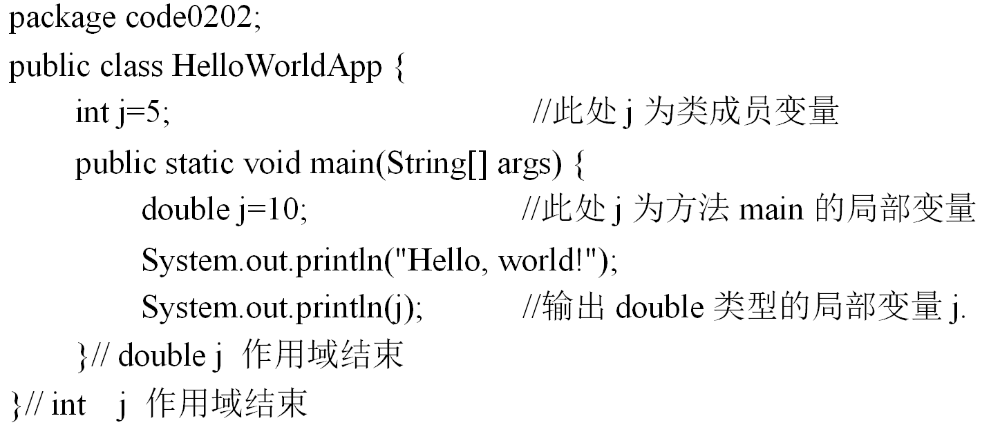 package code0202;
public class HelloWorldApp {
int j=5; //此处 j 为类成员变量
public static void main(String[] args) {
double j=10; //此处 j 为方法 main 的局部变量
System.out.println("Hello, world!");
System.out.println(j); //输出 double 类型的局部变量 j.
}// double j 作用域结束
}// int j 作用域结束